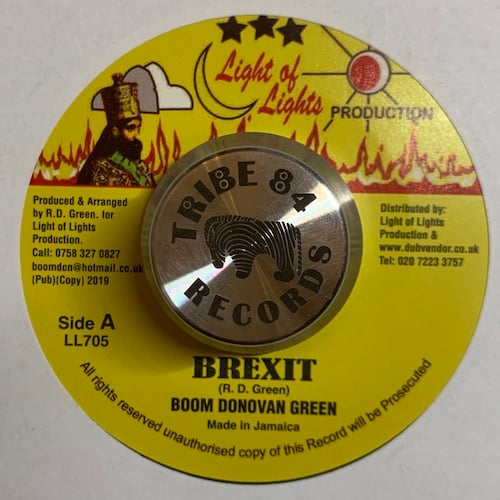 Light of
Lights
PRODUCTION
Produced & Arranged
by R.D. Green. for
Light of Lights
Production.
Call: 0758 327 0827
boomdon@hotmail.co.uk
(Pub)(Copy) 2019
Distributed by:
Light of Lights
Production &
www.dubvendor.co.uk
Tel: 020 7223 3757
TRIBE 84
RECORDS
Side A
LL705
BREXIT
(R. D. Green)
BOOM DONOVAN GREEN
Made in Jamaica
All rights reserved unauthorised copy of this Record will be Prosecuted